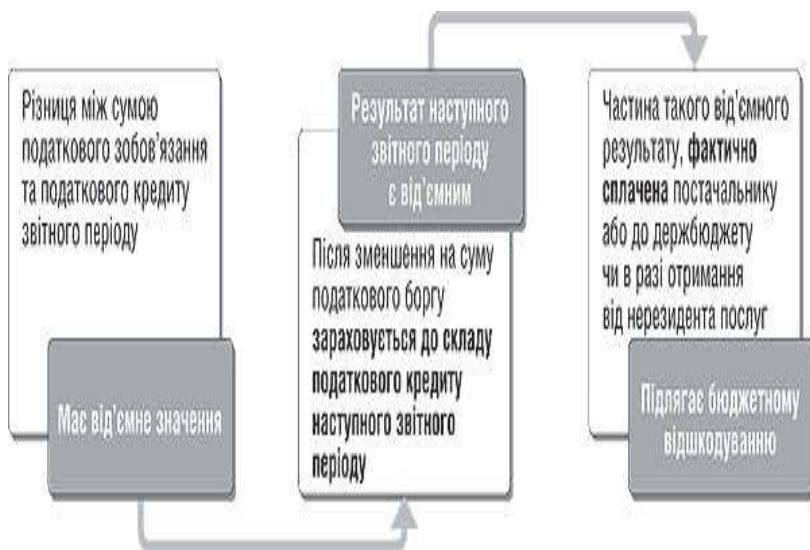 Різниця між сумою
податкового зобов'язання
та податкового кредиту
звітного періоду
Має від'ємне значення
Результат наступного
звітного періоду
є від'ємним
Після зменшення на суму
податкового боргу
зараховується до складу
податкового кредиту
наступного звітного
періоду
Частина такого від'ємного
результату, фактично
сплачена постачальнику
або до держбюджету
чи в разі отримання
від нерезидента послуг
Підлягає бюджетному
відшкодуванню